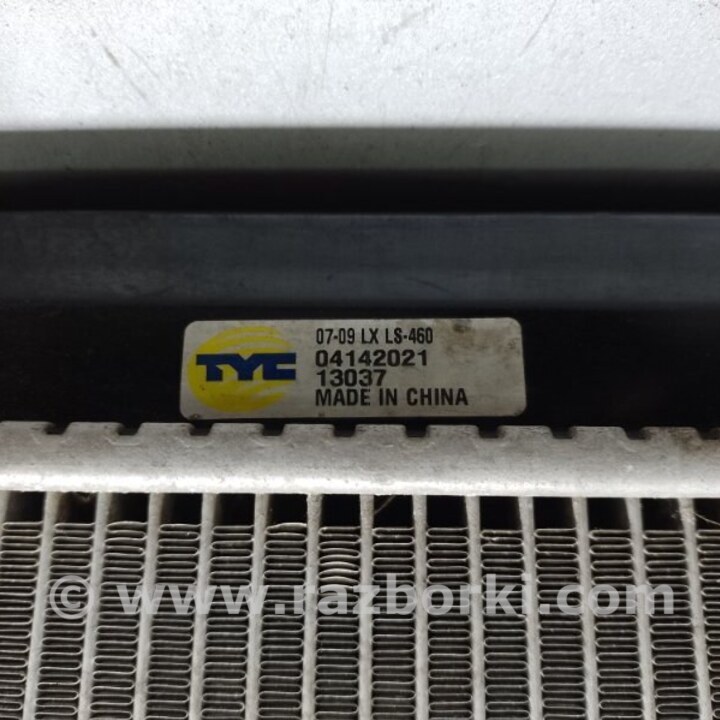 07-09 LX LS-460
TYC
04142021
13037
MADE IN CHINA
© www.razborki.com